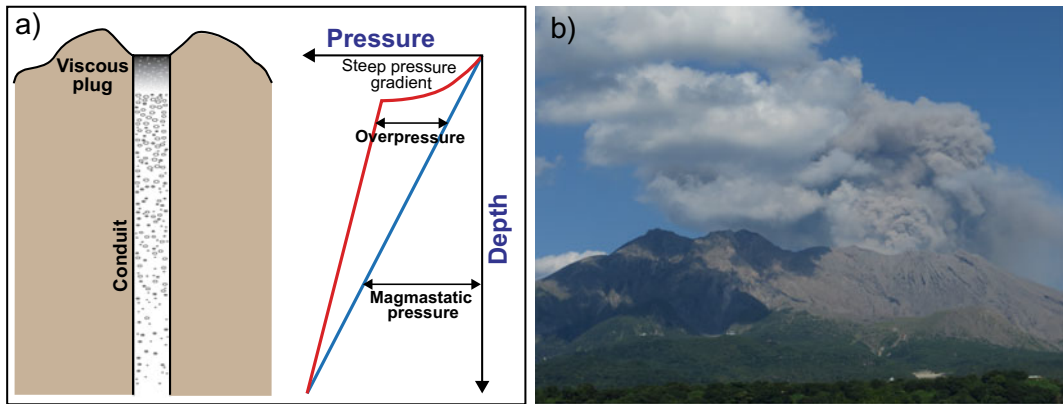 a)
Viscous
plug
Conduit
Pressure
Steep pressure
gradient
Overpressure
Depth
Magmastatic
pressure
b)